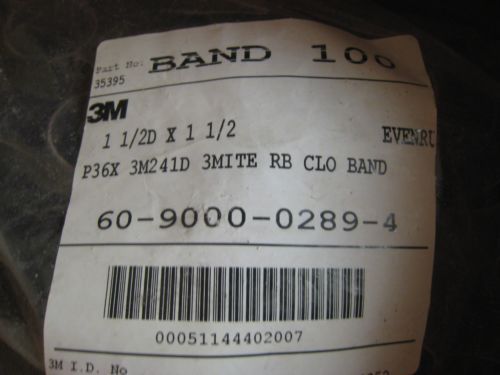 Part No: BAND 100
35395
3M
1 1/2D X 1 1/2 EVENRU
P36X 3M241D 3MITE RB CLO BAND
60-9000-0289-4
00051144402007
3M I.D. No